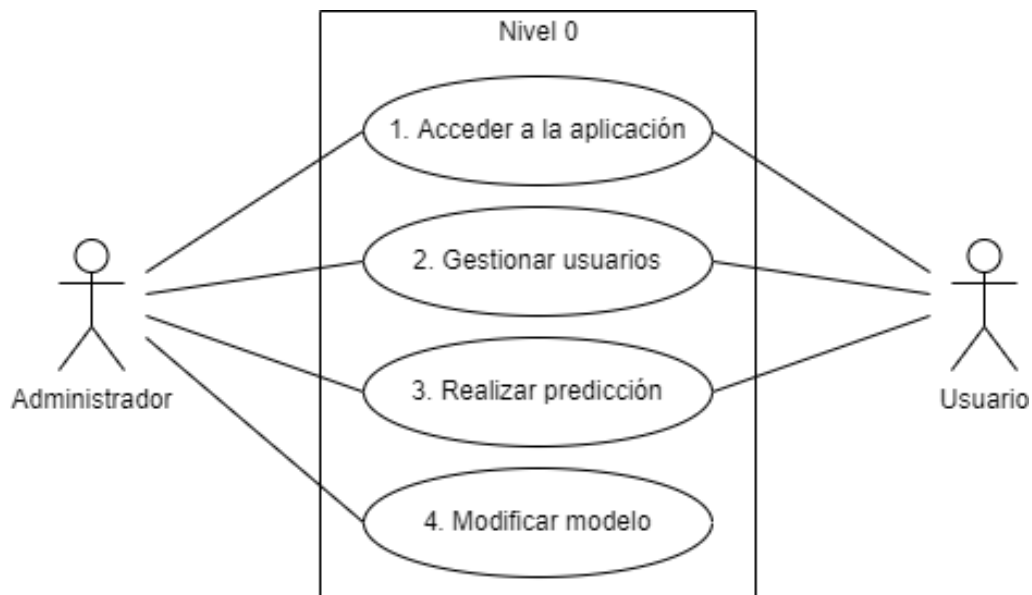 Nivel 0
1. Acceder a la aplicación
2. Gestionar usuarios
3. Realizar predicción
4. Modificar modelo
Administrador
Usuario